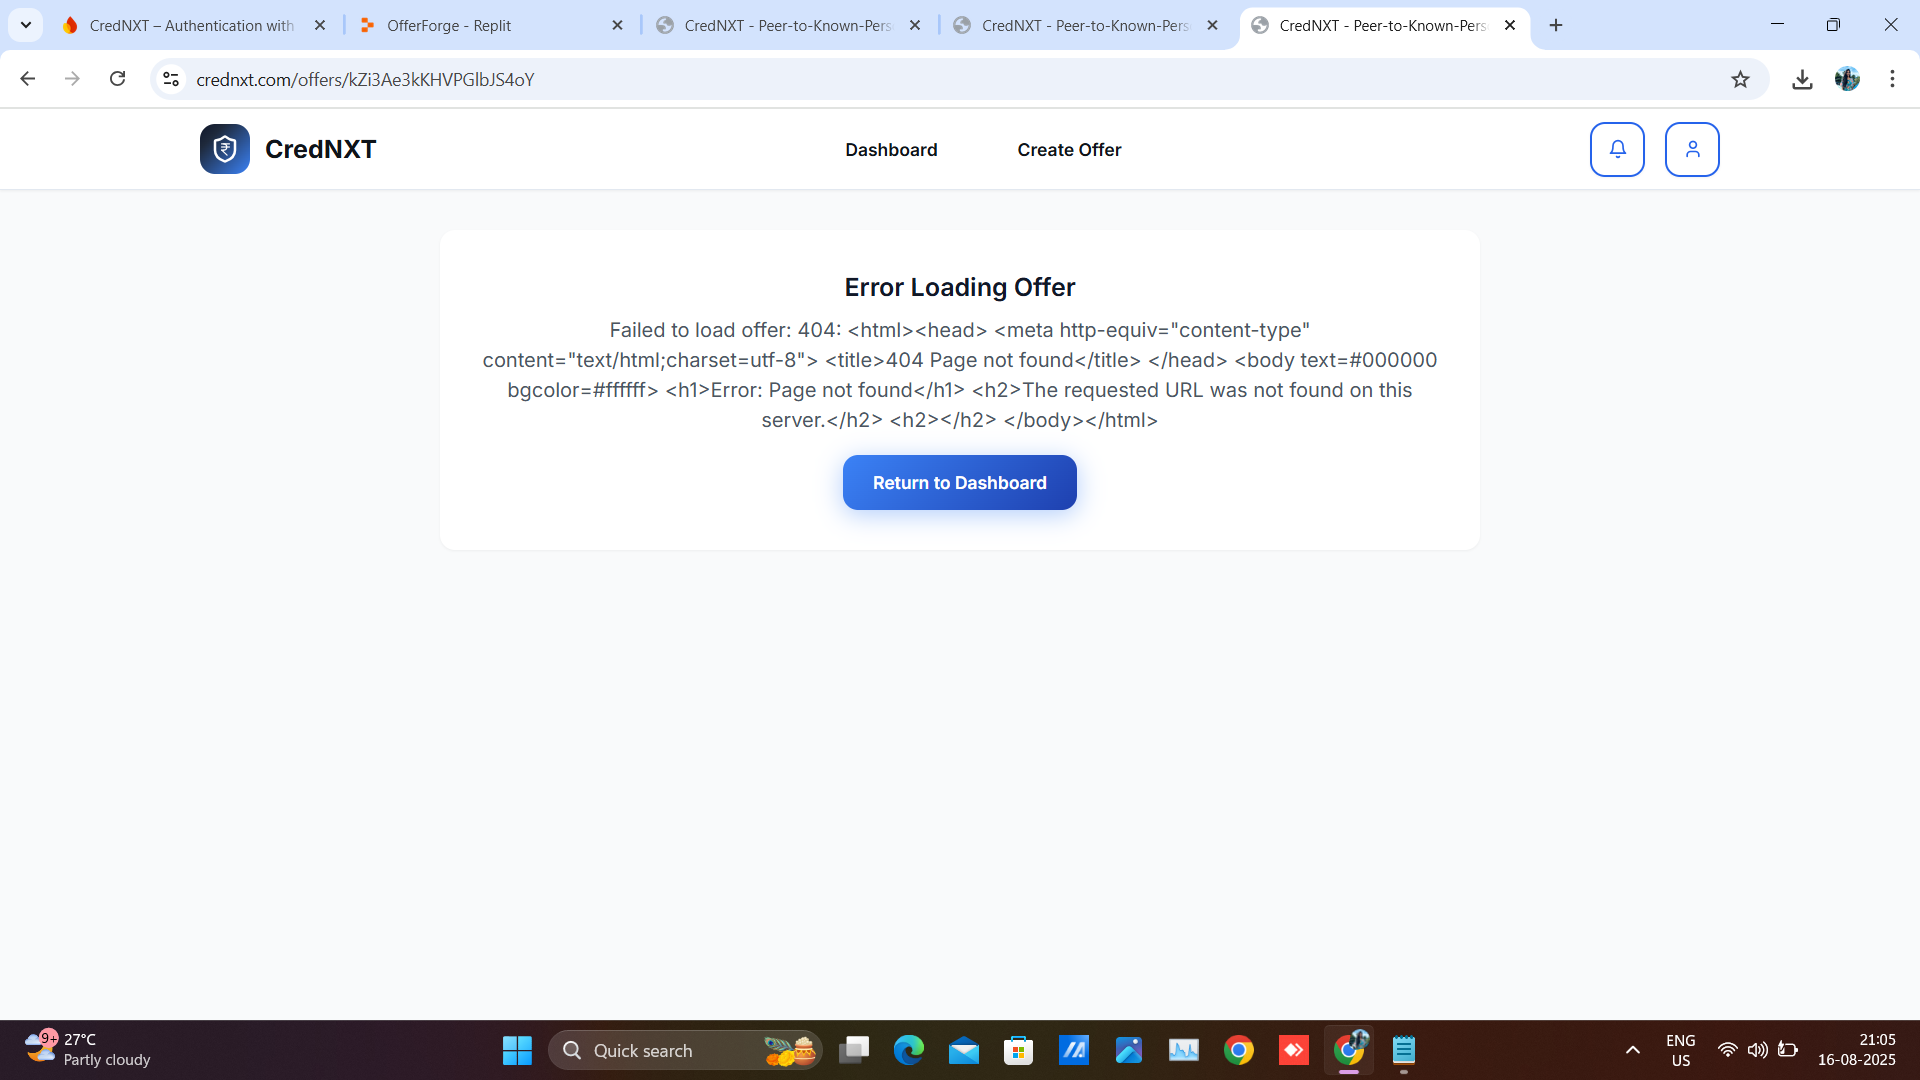 CredNXT – Authentication with
OfferForge - Replit
CredNXT - Peer-to-Known-Pers
CredNXT - Peer-to-Known-Pers
CredNXT - Peer-to-Known-Pers
crednxt.com/offers/kZi3Ae3kKHVPGlbJS4oY
CredNXT
Dashboard
Create Offer
Error Loading Offer
Failed to load offer: 404: <html><head> <meta http-equiv="content-type"
content="text/html;charset=utf-8"> <title>404 Page not found</title> </head> <body text=#000000
bgcolor=#ffffff> <h1>Error: Page not found</h1> <h2>The requested URL was not found on this
server.</h2> <h2></h2> </body></html>
Return to Dashboard
9+
27°C
Partly cloudy
Quick search
ENG
US
21:05
16-08-2025